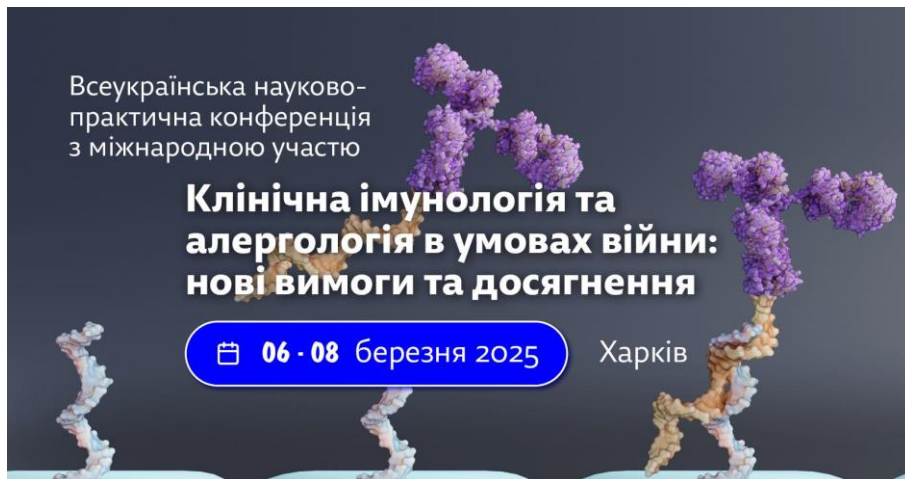 Всеукраїнська науково-
практична конференція
з міжнародною участю
Клінічна імунологія та
алергологія в умовах війни:
нові вимоги та досягнення
06 - 08 березня 2025 Харків